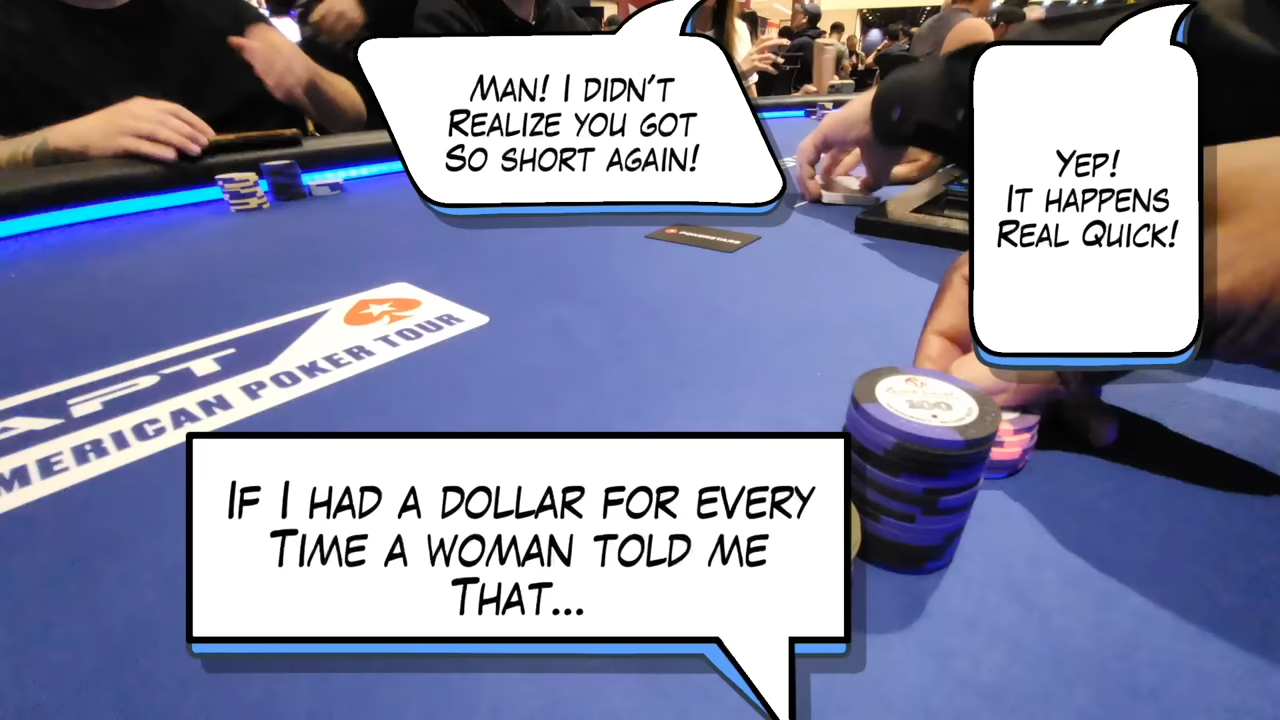 MAN! I DIDN'T
REALIZE YOU GOT
SO SHORT AGAIN!
YEP!
IT HAPPENS
REAL QUICK!
POKERSTARS
APT
AMERICAN POKER TOUR
100
IF I HAD A DOLLAR FOR EVERY
TIME A WOMAN TOLD ME
THAT...